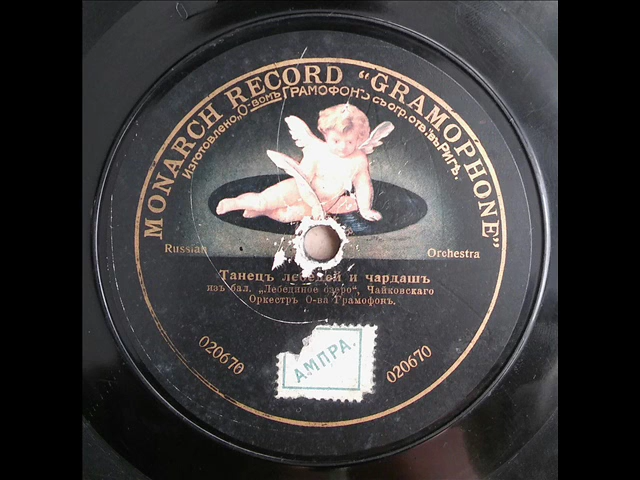 MONARCH RECORD "GRAMOPHONE"
Изготовлено „О-вомъ ГРАМОФОНЪ съ огр. отв." въ Ригѣ.
Russian Orchestra
Танецъ лебедей и чардашъ
изъ бал. „Лебединое озеро", Чайковскаго
Оркестръ О-ва Грамофонъ.
020670 020670
АМПРА.